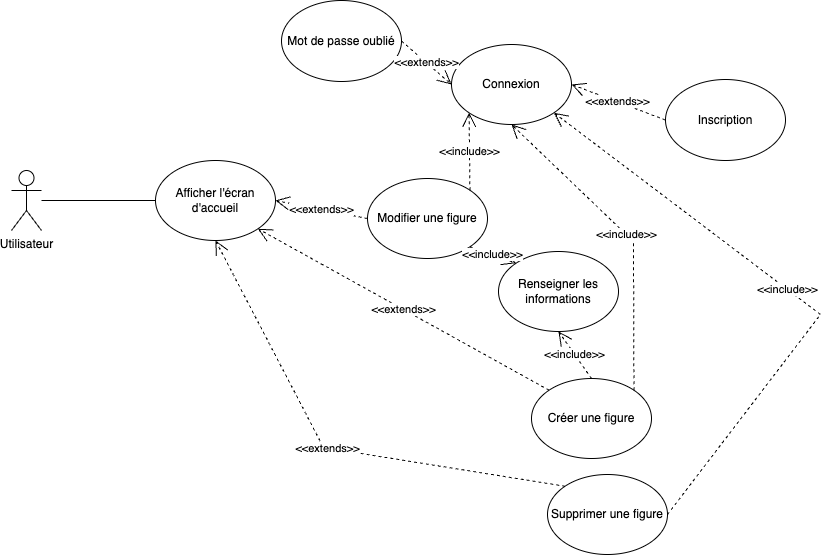 Mot de passe oublié
<<extends>>
Connexion
<<extends>>
Inscription
<<include>>
Afficher l'écran
d'accueil
Utilisateur
<<extends>>
Modifier une figure
<<include>>
<<include>>
Renseigner les
informations
<<include>>
<<extends>>
<<include>>
Créer une figure
<<extends>>
Supprimer une figure